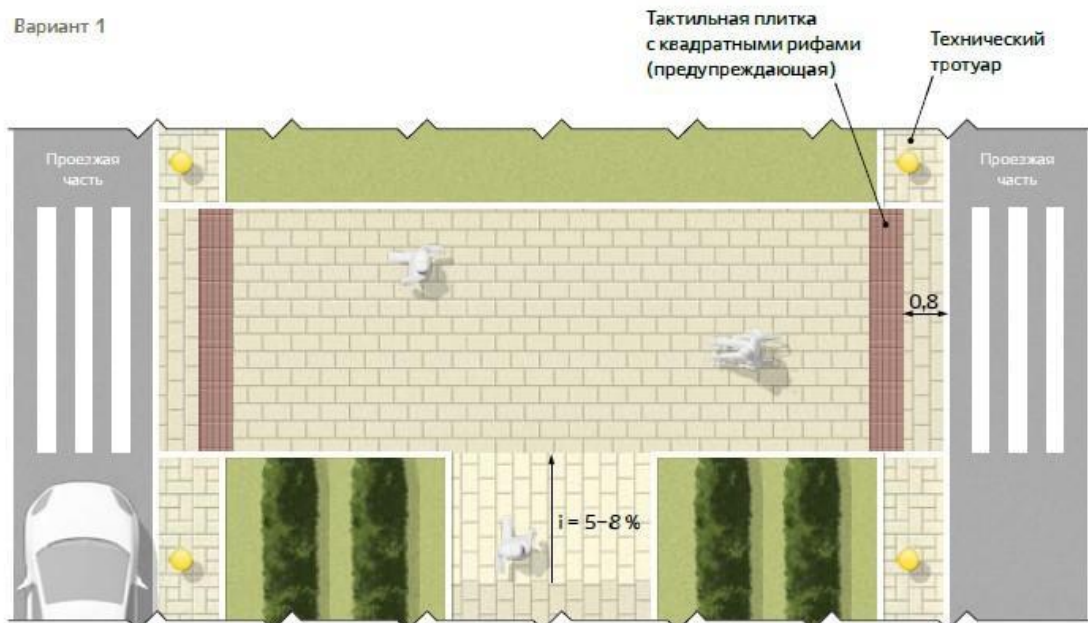 Вариант 1
Тактильная плитка
с квадратными рифами
(предупреждающая)
Технический
тротуар
Проезжая
часть
Проезжая
часть
0,8
i = 5–8 %